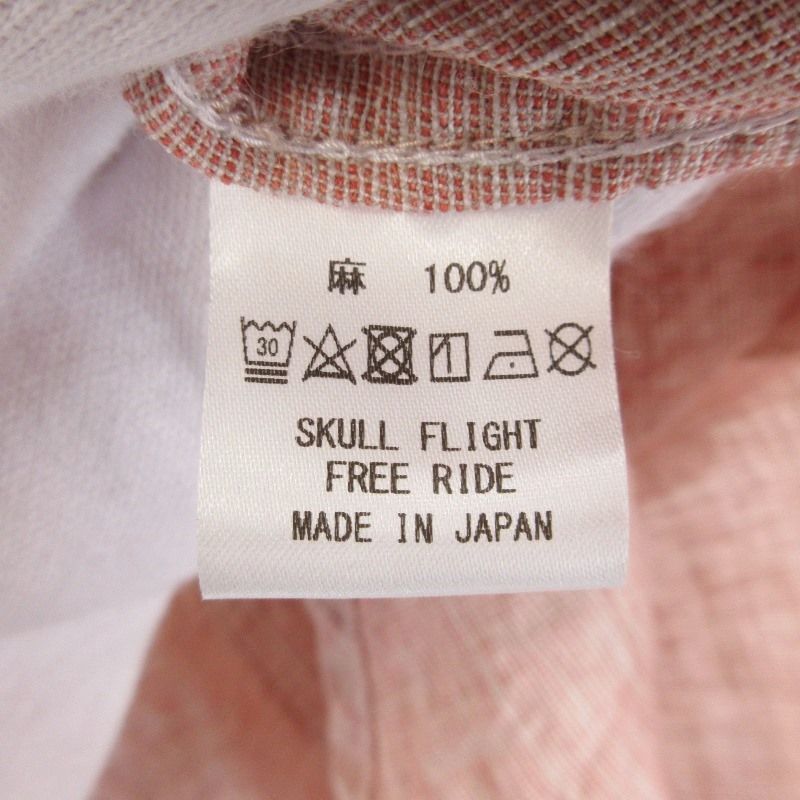 麻 100%
30
SKULL FLIGHT
FREE RIDE
MADE IN JAPAN